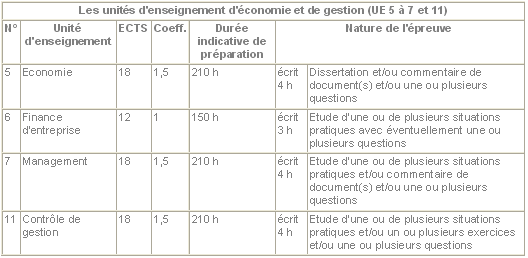 Les unités d'enseignement d'économie et de gestion (UE 5 à 7 et 11)
N° Unité d'enseignement ECTS Coeff. Durée indicative de préparation Nature de l'épreuve
5 Economie 18 1,5 210 h écrit 4 h Dissertation et/ou commentaire de
document(s) et/ou une ou plusieurs
questions
6 Finance d'entreprise 12 1 150 h écrit 3 h Etude d'une ou de plusieurs situations
pratiques avec éventuellement une ou
plusieurs questions
7 Management 18 1,5 210 h écrit 4 h Etude d'une ou de plusieurs situations
pratiques et/ou commentaire de
document(s) et/ou une ou plusieurs
questions
11 Contrôle de gestion 18 1,5 210 h écrit 4 h Etude d'une ou de plusieurs situations
pratiques et/ou un ou plusieurs exercices
et/ou une ou plusieurs questions